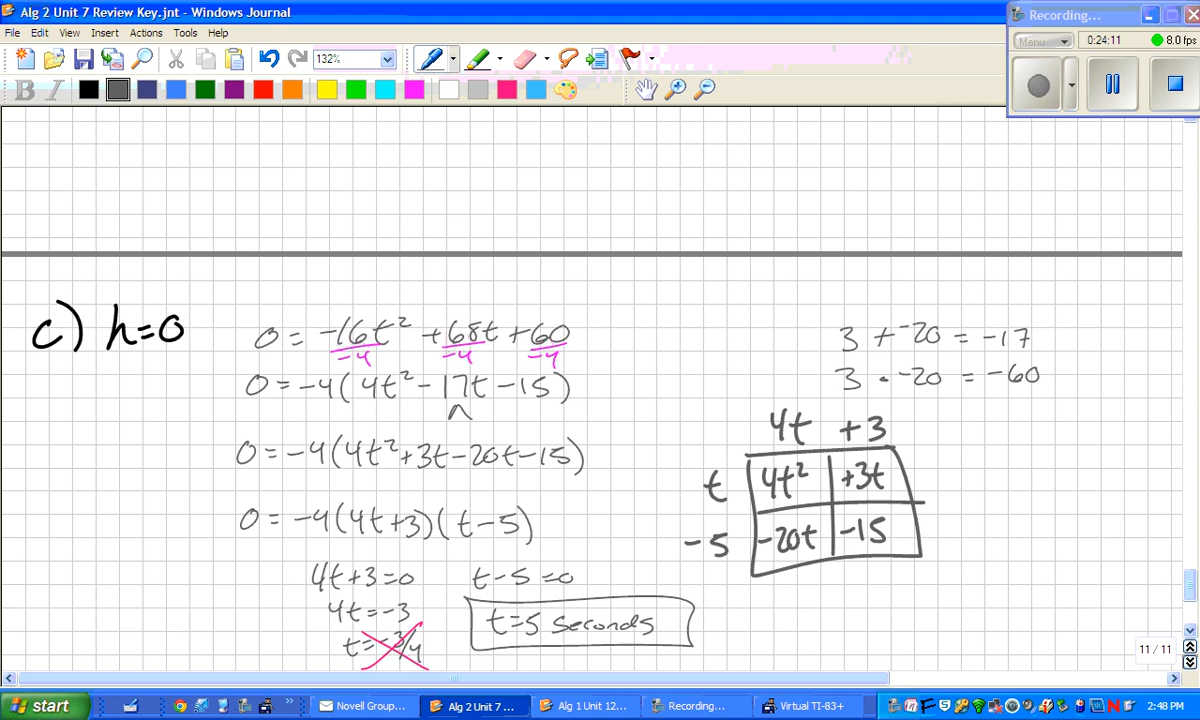 Alg 2 Unit 7 Review Key.jnt - Windows Journal
Recording...
File Edit View Insert Actions Tools Help
Menu 0:24:11 8.0 fps
132%
B I
c) h=0
0 = -16t² +68t +60
-4 -4 -4
0 = -4(4t² - 17t - 15)
0 = -4(4t²+3t-20t-15)
0 = -4(4t+3)(t-5)
4t+3=0 t-5=0
4t=-3
t=-3/4
t=5 seconds
3 + -20 = -17
3 · -20 = -60
4t +3
t 4t² +3t
-5 -20t -15
11 / 11
start
Novell Group...
Alg 2 Unit 7 ...
Alg 1 Unit 12...
Recording...
Virtual TI-83+
2:48 PM